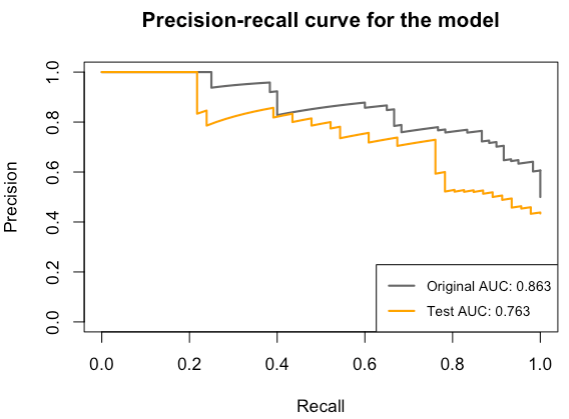 Precision-recall curve for the model
Precision
1.0
0.8
0.6
0.4
0.2
0.0
Original AUC: 0.863
Test AUC: 0.763
0.0 0.2 0.4 0.6 0.8 1.0
Recall